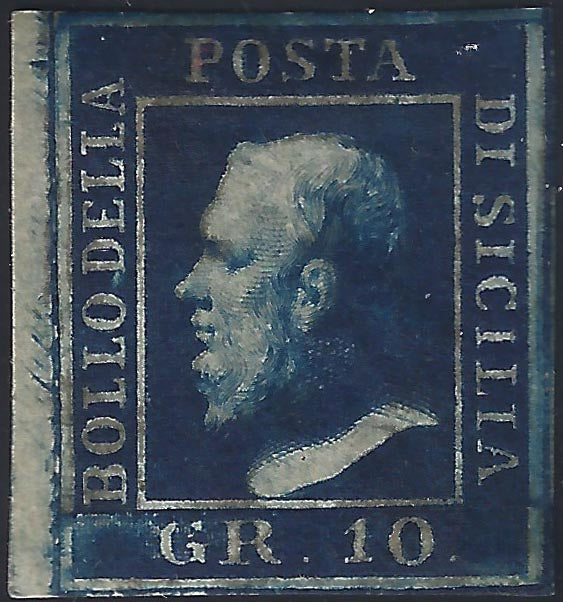 BOLLO DELLA
POSTA
DI SICILIA
GR. 10.